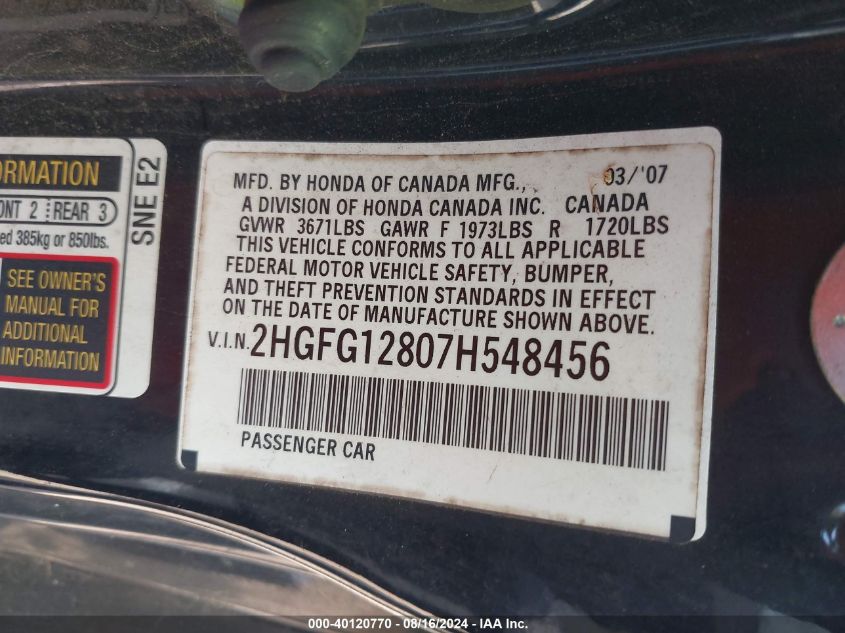 ORMATION
ONT 2 REAR 3
ed 385kg or 850lbs.
SEE OWNER'S
MANUAL FOR
ADDITIONAL
INFORMATION
SNE E2
MFD. BY HONDA OF CANADA MFG., 03/'07
A DIVISION OF HONDA CANADA INC. CANADA
GVWR 3671LBS GAWR F 1973LBS R 1720LBS
THIS VEHICLE CONFORMS TO ALL APPLICABLE
FEDERAL MOTOR VEHICLE SAFETY, BUMPER,
AND THEFT PREVENTION STANDARDS IN EFFECT
ON THE DATE OF MANUFACTURE SHOWN ABOVE.
V.I.N. 2HGFG12807H548456
PASSENGER CAR
000-40120770 - 08/16/2024 - IAAI.COM